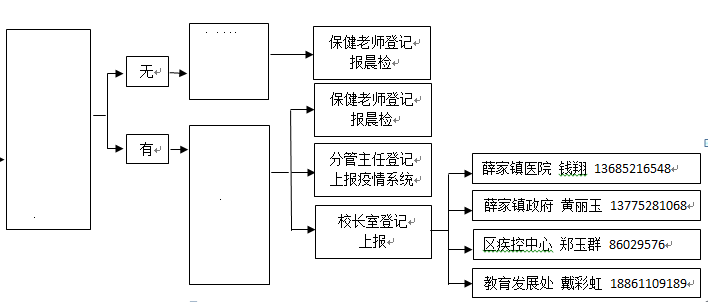 无
有
保健老师登记
报晨检
保健老师登记
报晨检
分管主任登记
上报疫情系统
校长室登记
上报
薛家镇医院 钱翔 13685216548
薛家镇政府 黄丽玉 13775281068
区疾控中心 郑玉群 86029576
教育发展处 戴彩虹 18861109189